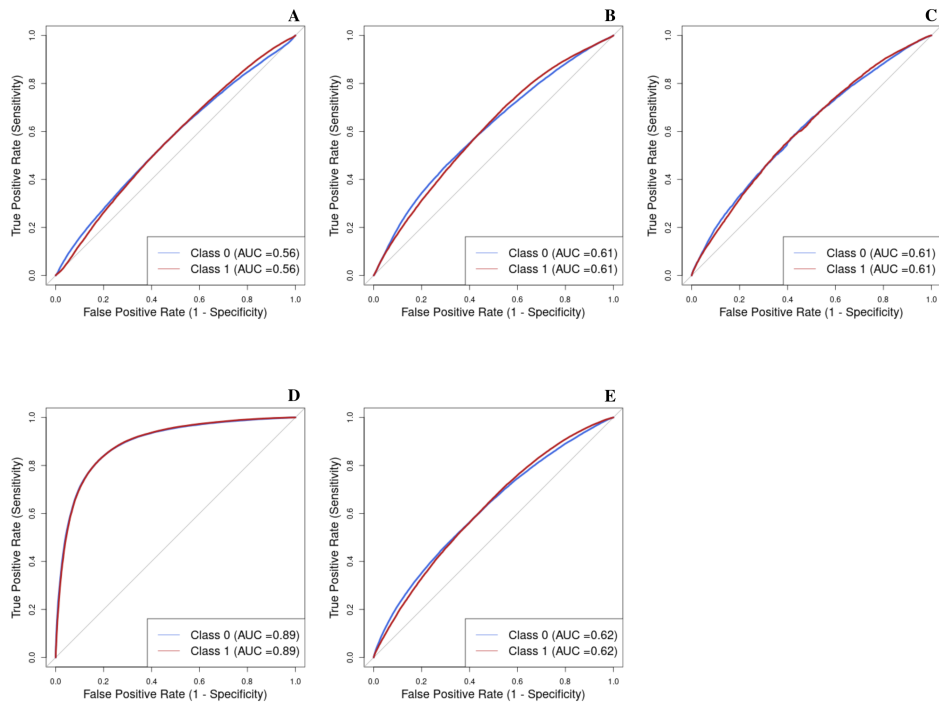 A
True Positive Rate (Sensitivity)
1.0
0.8
0.6
0.4
0.2
0.0
Class 0 (AUC =0.56)
Class 1 (AUC =0.56)
0.0 0.2 0.4 0.6 0.8 1.0
False Positive Rate (1 - Specificity)
B
True Positive Rate (Sensitivity)
1.0
0.8
0.6
0.4
0.2
0.0
Class 0 (AUC =0.61)
Class 1 (AUC =0.61)
0.0 0.2 0.4 0.6 0.8 1.0
False Positive Rate (1 - Specificity)
C
True Positive Rate (Sensitivity)
1.0
0.8
0.6
0.4
0.2
0.0
Class 0 (AUC =0.61)
Class 1 (AUC =0.61)
0.0 0.2 0.4 0.6 0.8 1.0
False Positive Rate (1 - Specificity)
D
True Positive Rate (Sensitivity)
1.0
0.8
0.6
0.4
0.2
0.0
Class 0 (AUC =0.89)
Class 1 (AUC =0.89)
0.0 0.2 0.4 0.6 0.8 1.0
False Positive Rate (1 - Specificity)
E
True Positive Rate (Sensitivity)
1.0
0.8
0.6
0.4
0.2
0.0
Class 0 (AUC =0.62)
Class 1 (AUC =0.62)
0.0 0.2 0.4 0.6 0.8 1.0
False Positive Rate (1 - Specificity)